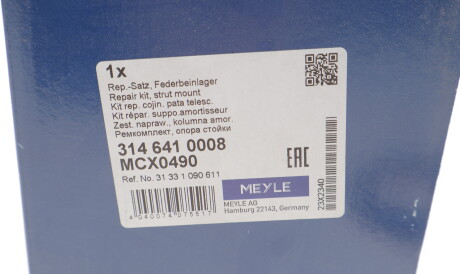 1x
Rep.-Satz, Federbeinlager
Repair kit, strut mount
Kit rep. cojin. pata telesc.
Kit répar. suppo.amortisseur
Zest. napraw., kolumna amor.
Ремкомплект, опора стойки
314 641 0008
MCX0490
Ref. No. 31 33 1 090 611
EAC
MEYLE
MEYLE AG
Hamburg 22143, Germany
4040074075517
23X2340